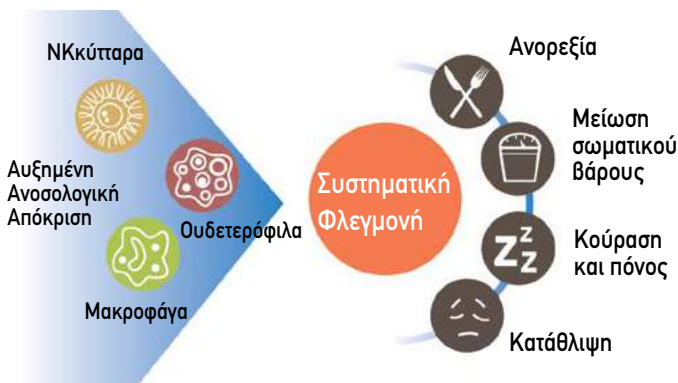 ΝΚκύτταρα
Αυξημένη
Ανοσολογική
Απόκριση
Ουδετερόφιλα
Μακροφάγα
Συστηματική
Φλεγμονή
Ανορεξία
Μείωση
σωματικού
βάρους
Κούραση
και πόνος
Κατάθλιψη